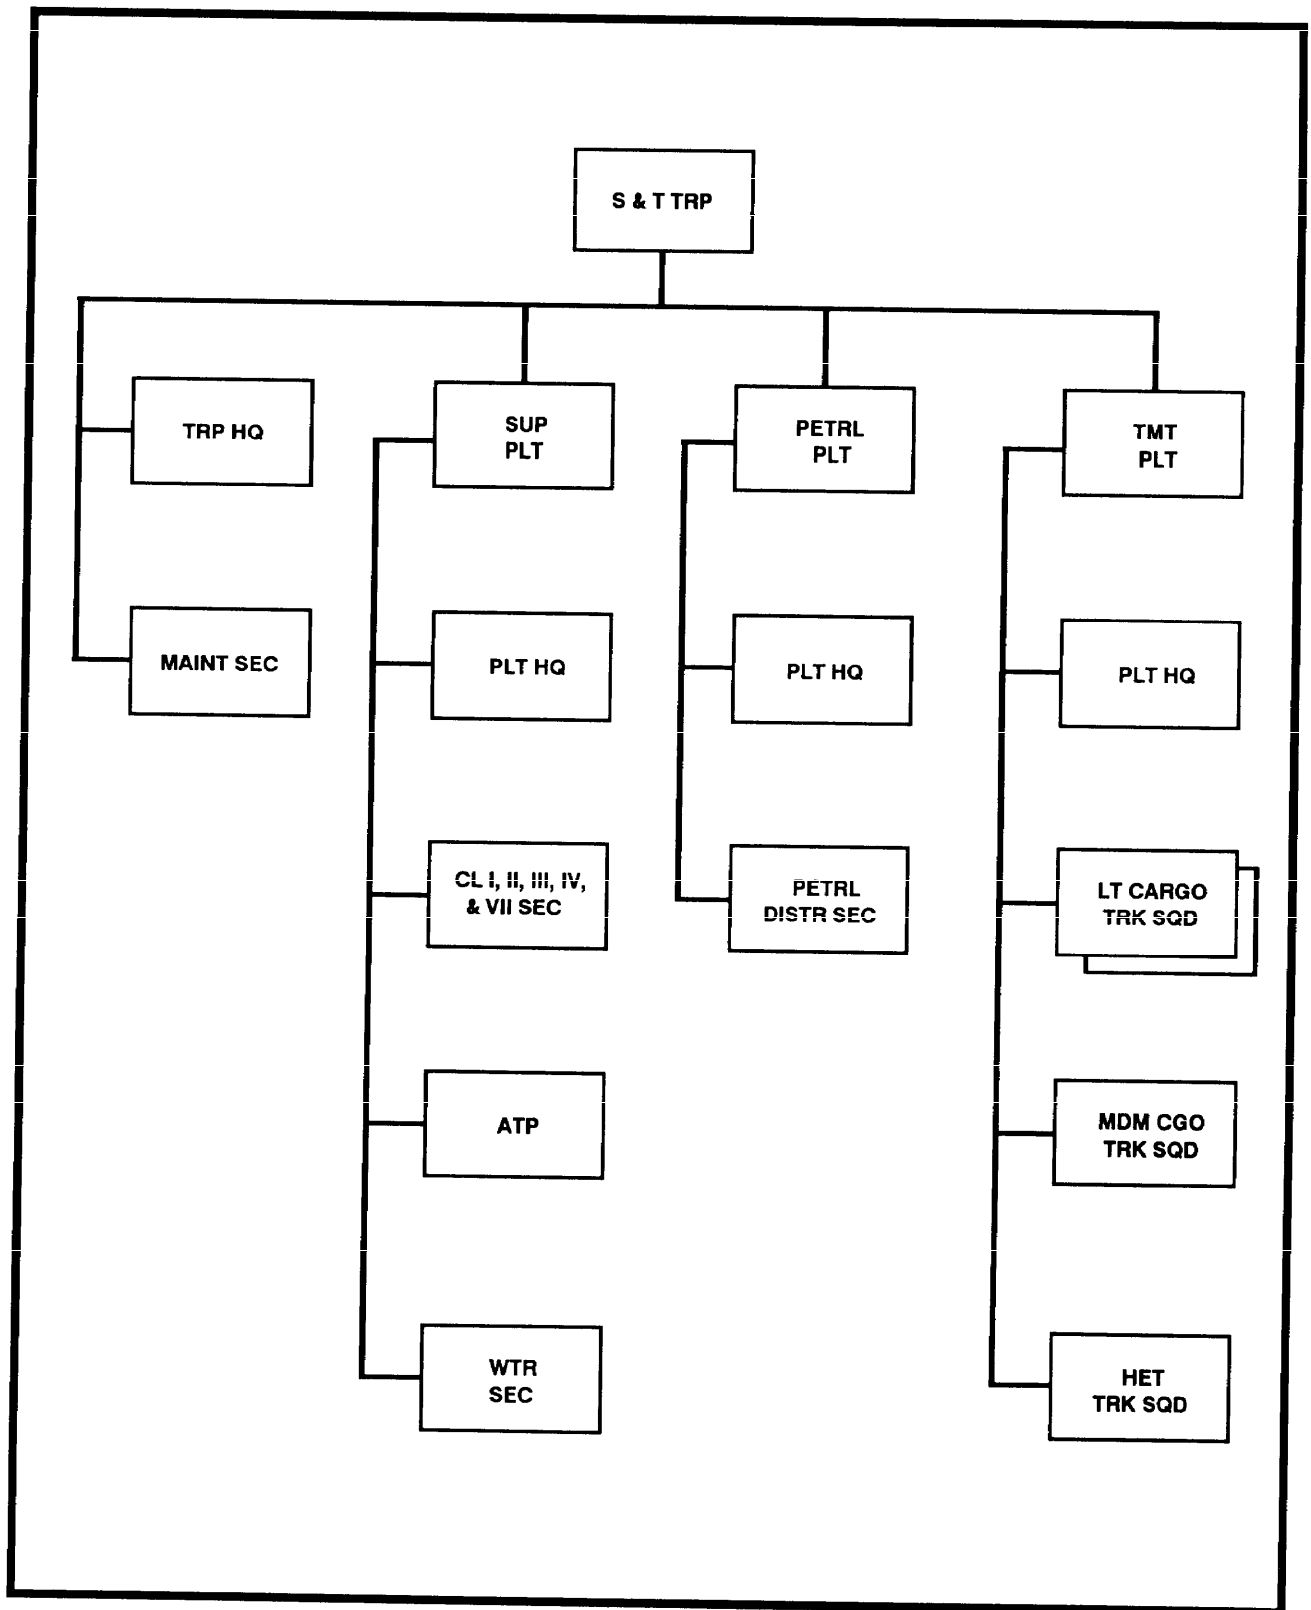 S & T TRP
TRP HQ
SUP
PLT
PETRL
PLT
TMT
PLT
MAINT SEC
PLT HQ
PLT HQ
PLT HQ
CL I, II, III, IV,
& VII SEC
PETRL
DISTR SEC
LT CARGO
TRK SQD
ATP
MDM CGO
TRK SQD
WTR
SEC
HET
TRK SQD